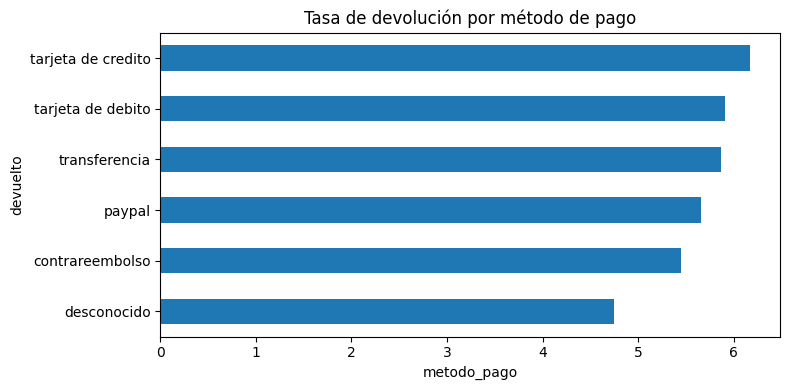 Tasa de devolución por método de pago
tarjeta de credito
tarjeta de debito
transferencia
paypal
contrareembolso
desconocido
devuelto
0 1 2 3 4 5 6
metodo_pago